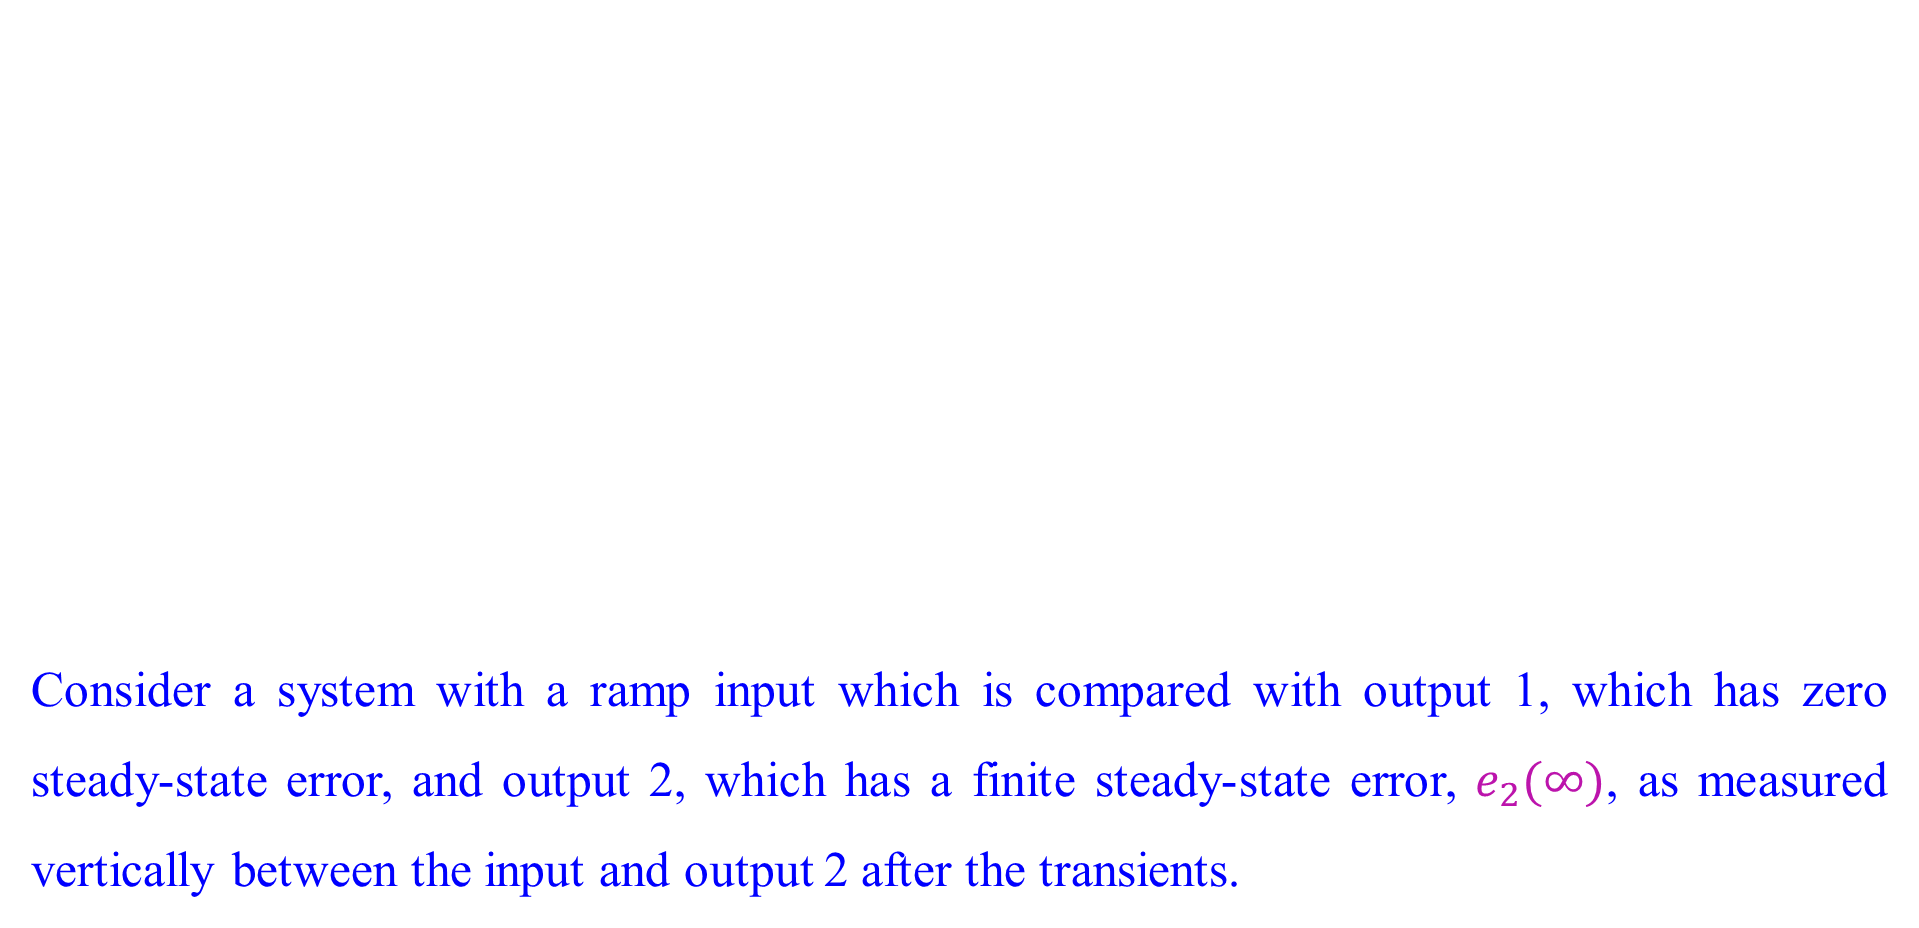 Consider a system with a ramp input which is compared with output 1, which has zero
steady-state error, and output 2, which has a finite steady-state error, e₂(∞), as measured
vertically between the input and output 2 after the transients.